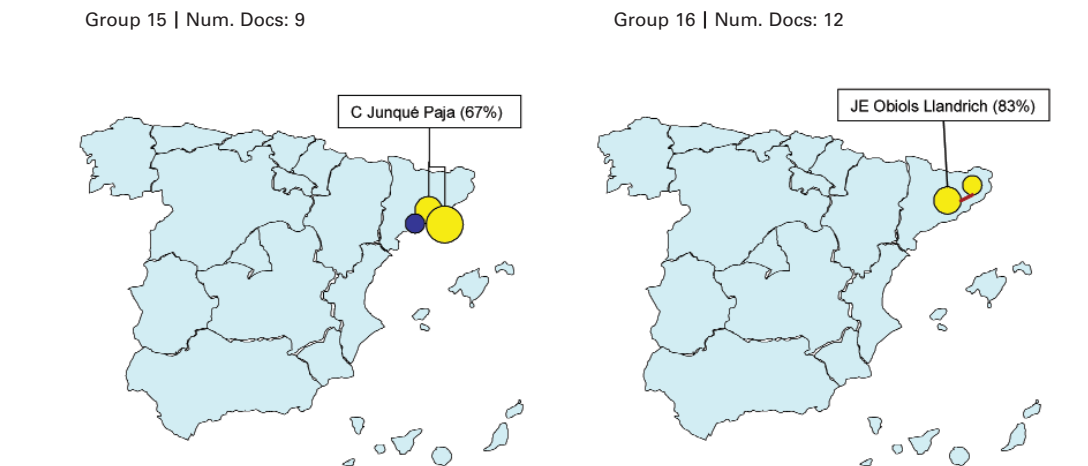 Group 15 | Num. Docs: 9
Group 16 | Num. Docs: 12
C Junqué Paja (67%)
JE Obiols Llandrich (83%)